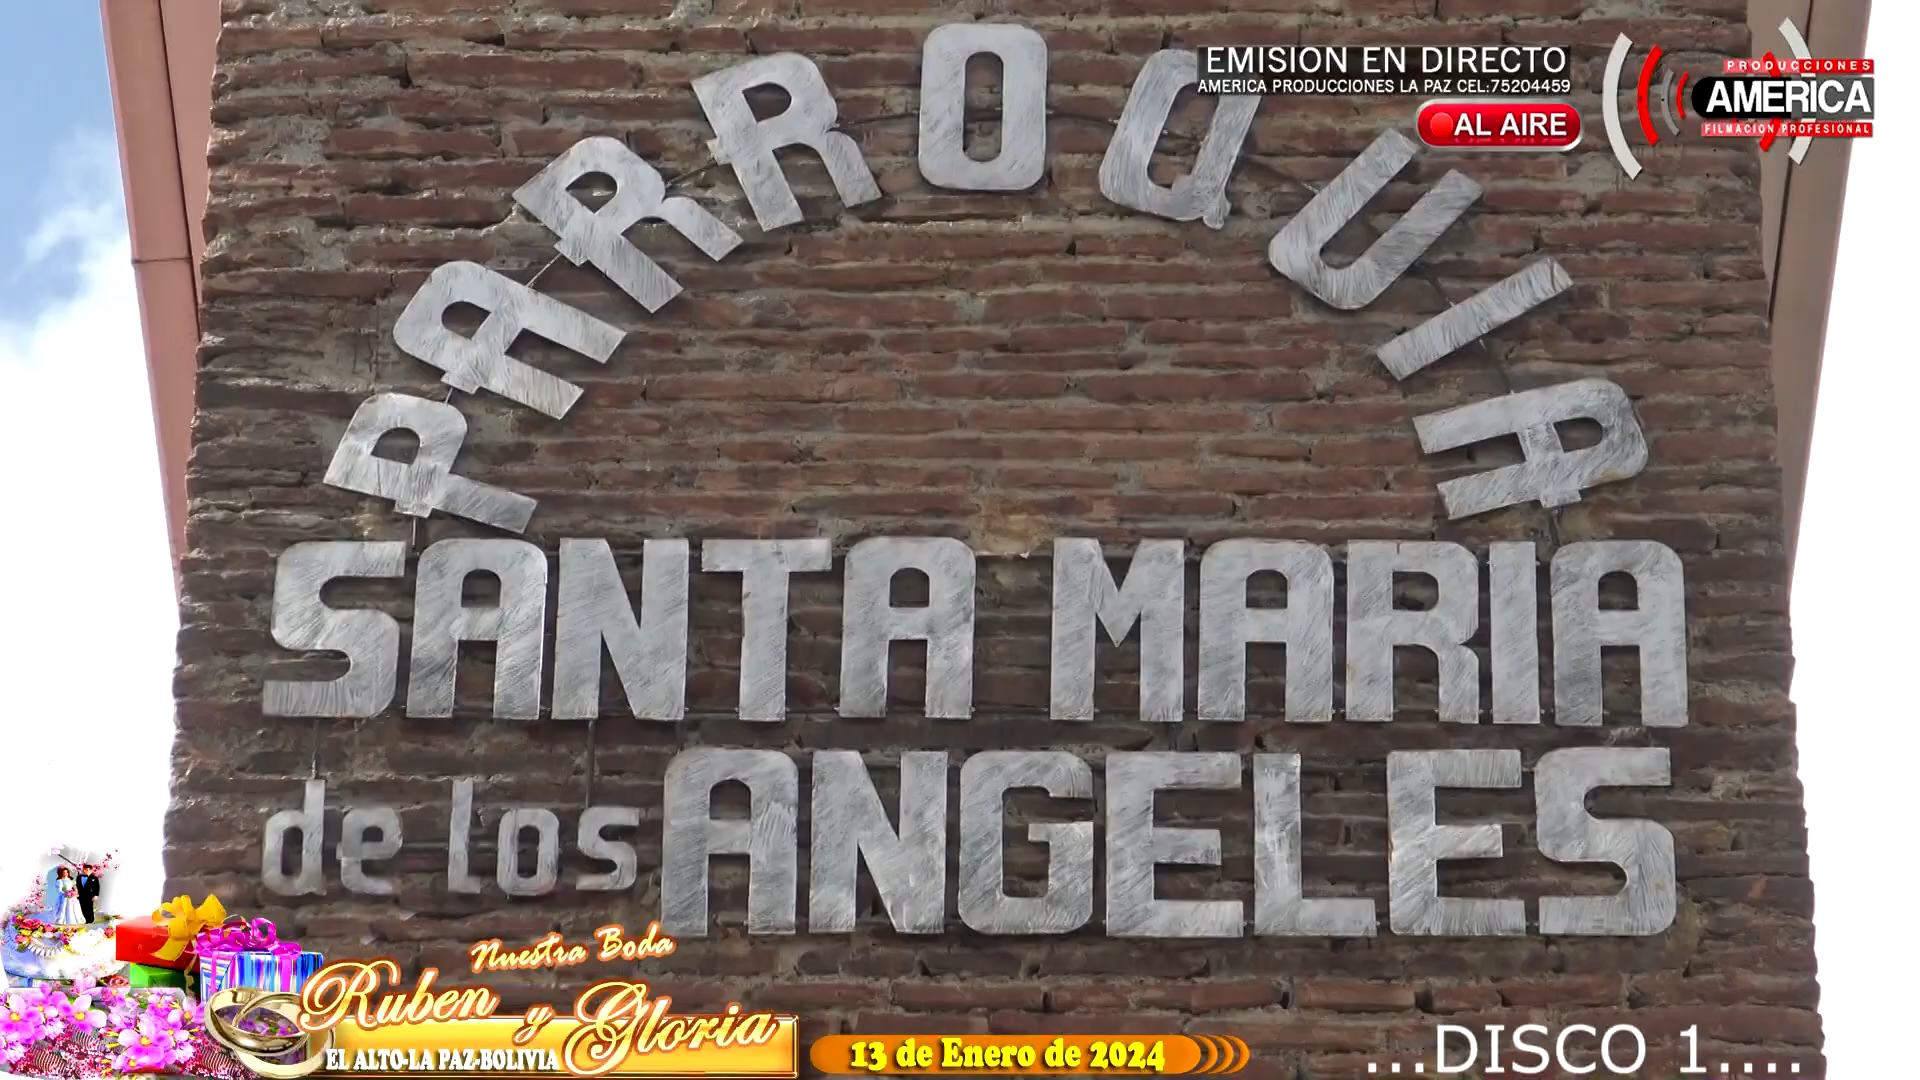 EMISION EN DIRECTO
AMERICA PRODUCCIONES LA PAZ CEL:75204459
AL AIRE
PRODUCCIONES
AMERICA
FILMACION PROFESIONAL
PARROQUIA
SANTA MARIA
de los ANGELES
Nuestra Boda
Ruben y Gloria
EL ALTO-LA PAZ-BOLIVIA
13 de Enero de 2024
...DISCO 1....